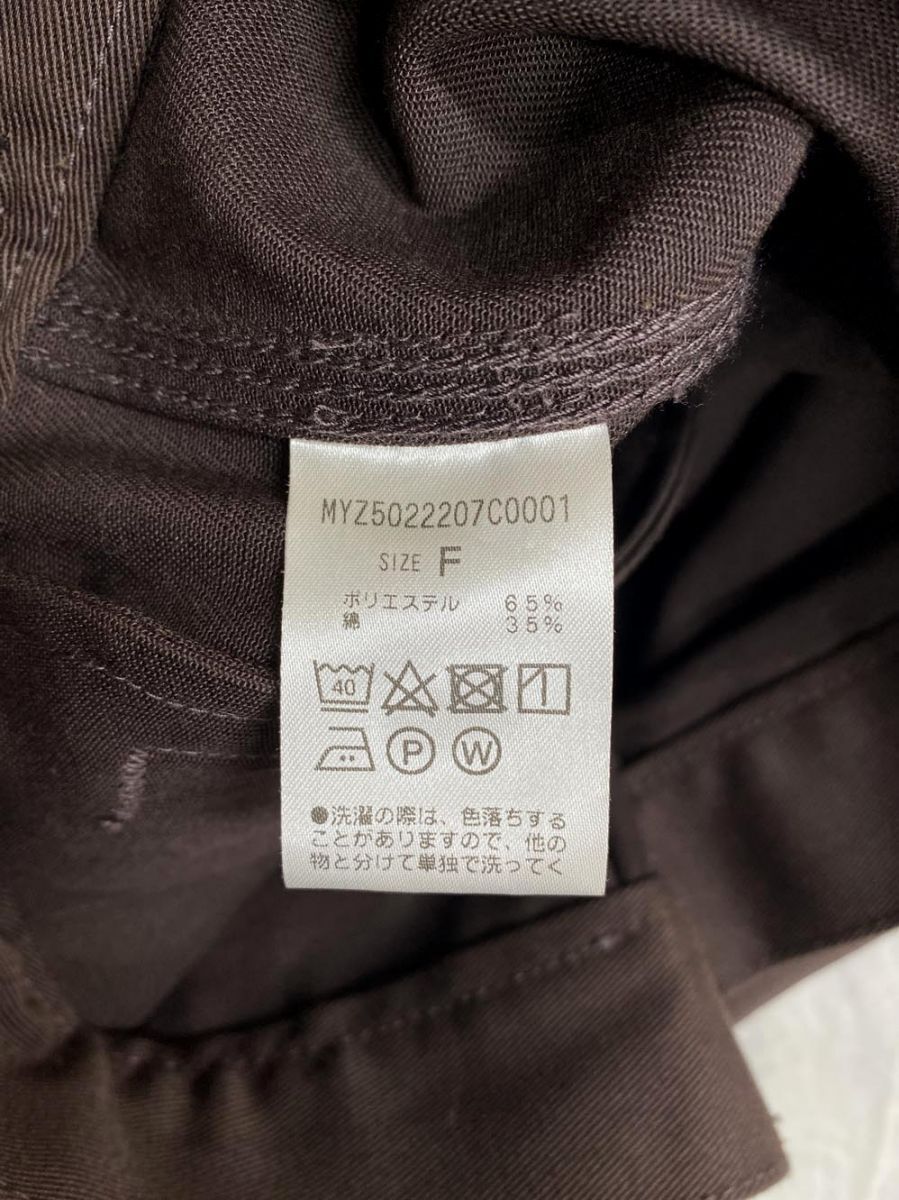 MYZ5022207C0001
SIZE F
ポリエステル 65%
綿 35%
40
P W
●洗濯の際は、色落ちする
ことがありますので、他の
物と分けて単独で洗ってく